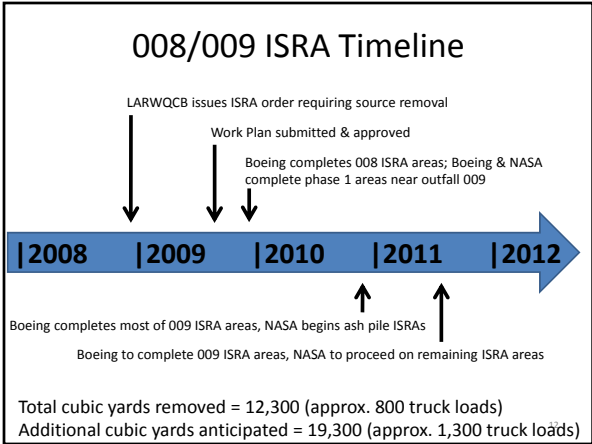 008/009 ISRA Timeline
LARWQCB issues ISRA order requiring source removal
Work Plan submitted & approved
Boeing completes 008 ISRA areas; Boeing & NASA
complete phase 1 areas near outfall 009
|2008 |2009 |2010 |2011 |2012
Boeing completes most of 009 ISRA areas, NASA begins ash pile ISRAs
Boeing to complete 009 ISRA areas, NASA to proceed on remaining ISRA areas
Total cubic yards removed = 12,300 (approx. 800 truck loads)
Additional cubic yards anticipated = 19,300 (approx. 1,300 truck loads)